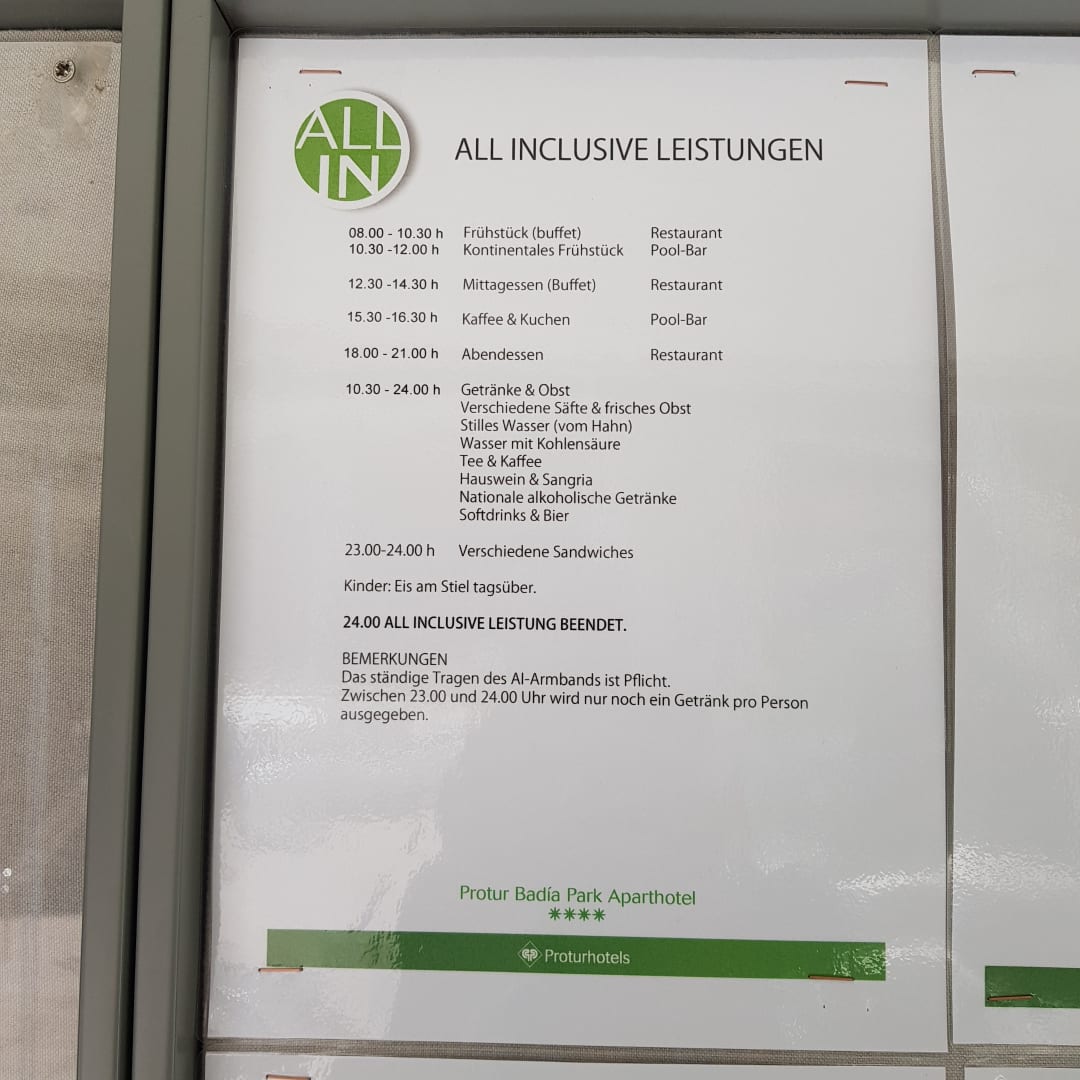 ALL
IN
ALL INCLUSIVE LEISTUNGEN
08.00 - 10.30 h Frühstück (buffet) Restaurant
10.30 -12.00 h Kontinentales Frühstück Pool-Bar
12.30 -14.30 h Mittagessen (Buffet) Restaurant
15.30 -16.30 h Kaffee & Kuchen Pool-Bar
18.00 - 21.00 h Abendessen Restaurant
10.30 - 24.00 h Getränke & Obst
Verschiedene Säfte & frisches Obst
Stilles Wasser (vom Hahn)
Wasser mit Kohlensäure
Tee & Kaffee
Hauswein & Sangria
Nationale alkoholische Getränke
Softdrinks & Bier
23.00-24.00 h Verschiedene Sandwiches
Kinder: Eis am Stiel tagsüber.
24.00 ALL INCLUSIVE LEISTUNG BEENDET.
BEMERKUNGEN
Das ständige Tragen des AI-Armbands ist Pflicht.
Zwischen 23.00 und 24.00 Uhr wird nur noch ein Getränk pro Person
ausgegeben.
Protur Badía Park Aparthotel
Proturhotels